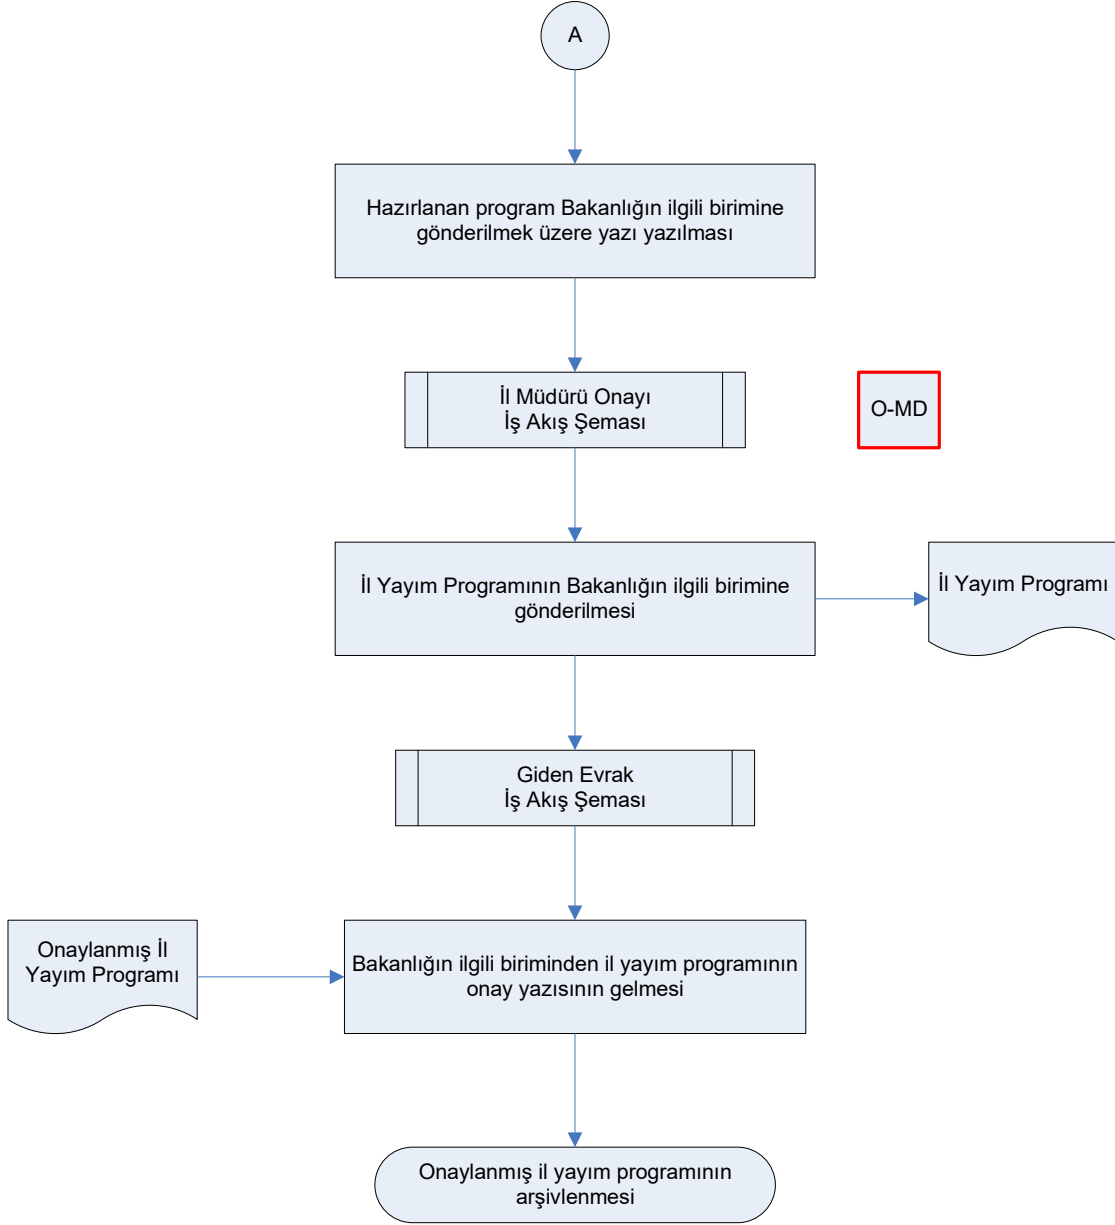 A
Hazırlanan program Bakanlığın ilgili birimine
gönderilmek üzere yazı yazılması
İl Müdürü Onayı
İş Akış Şeması
O-MD
İl Yayım Programının Bakanlığın ilgili birimine
gönderilmesi
İl Yayım Programı
Giden Evrak
İş Akış Şeması
Onaylanmış İl
Yayım Programı
Bakanlığın ilgili biriminden il yayım programının
onay yazısının gelmesi
Onaylanmış il yayım programının
arşivlenmesi